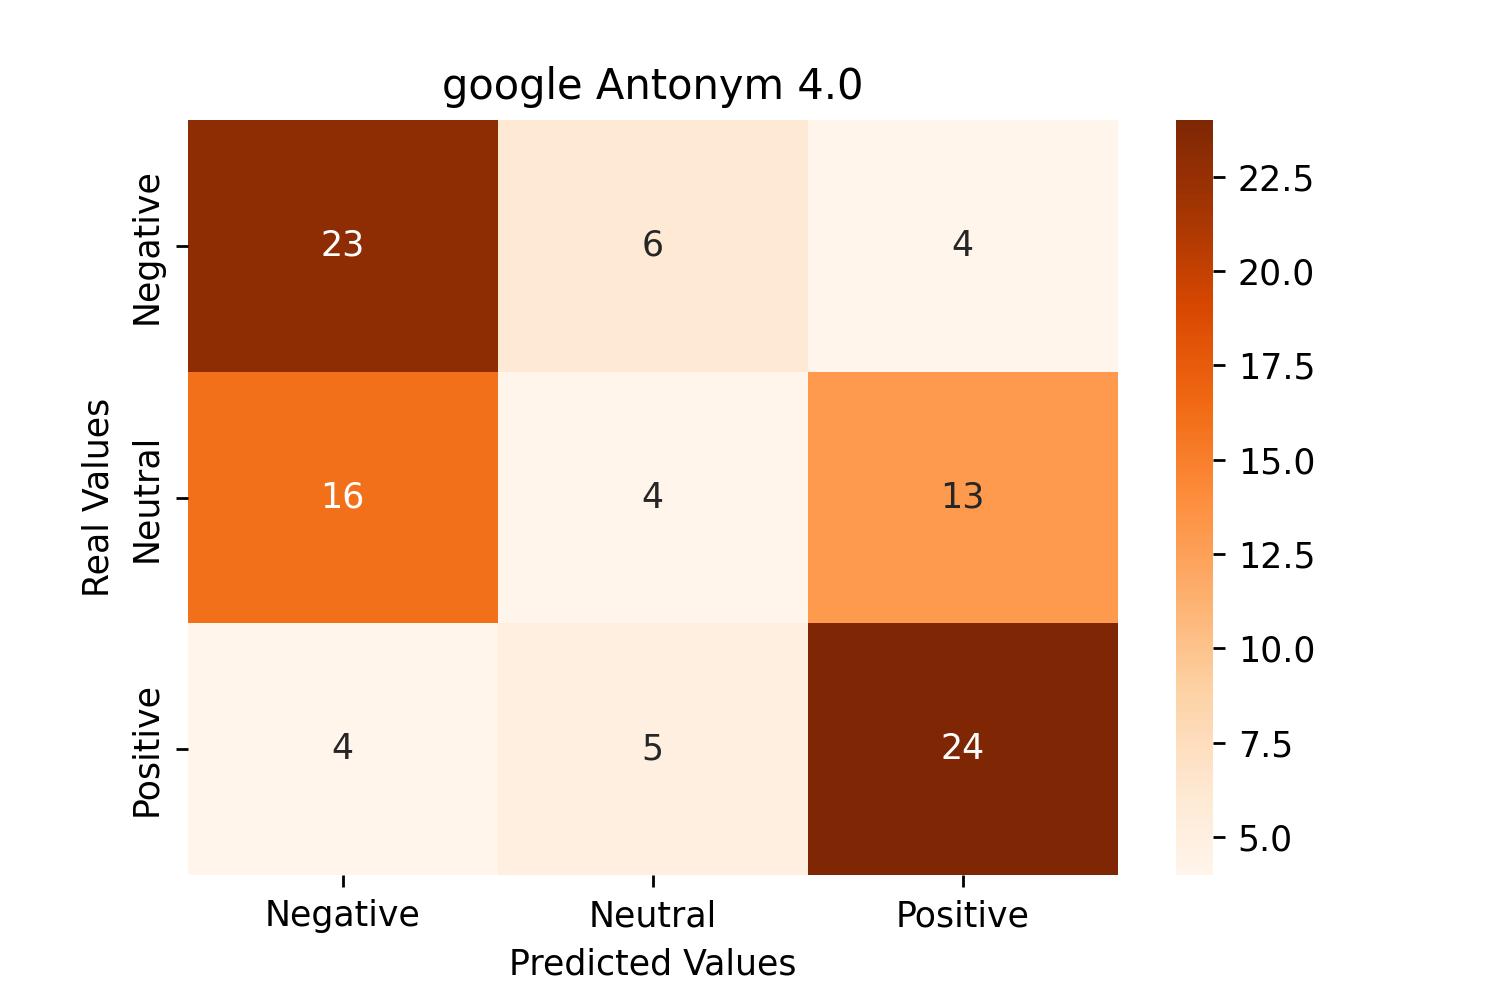 google Antonym 4.0
Real Values
Negative
23 6 4
Neutral
16 4 13
Positive
4 5 24
Negative Neutral Positive
Predicted Values
22.5
20.0
17.5
15.0
12.5
10.0
7.5
5.0